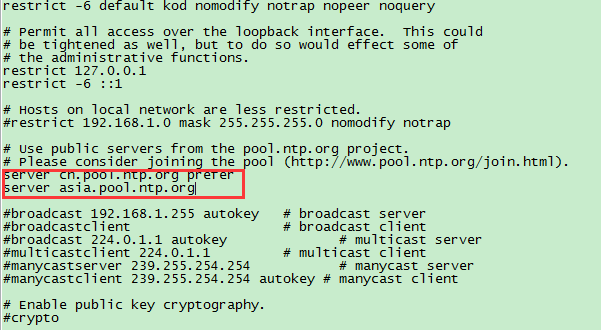 restrict -6 default kod nomodify notrap nopeer noquery
# Permit all access over the loopback interface.  This could
# be tightened as well, but to do so would effect some of
# the administrative functions.
restrict 127.0.0.1
restrict -6 ::1
# Hosts on local network are less restricted.
#restrict 192.168.1.0 mask 255.255.255.0 nomodify notrap
# Use public servers from the pool.ntp.org project.
# Please consider joining the pool (http://www.pool.ntp.org/join.html).
server cn.pool.ntp.org prefer
server asia.pool.ntp.org
#broadcast 192.168.1.255 autokey   # broadcast server
#broadcastclient                   # broadcast client
#broadcast 224.0.1.1 autokey              # multicast server
#multicastclient 224.0.1.1         # multicast client
#manycastserver 239.255.254.254           # manycast server
#manycastclient 239.255.254.254 autokey # manycast client
# Enable public key cryptography.
#crypto